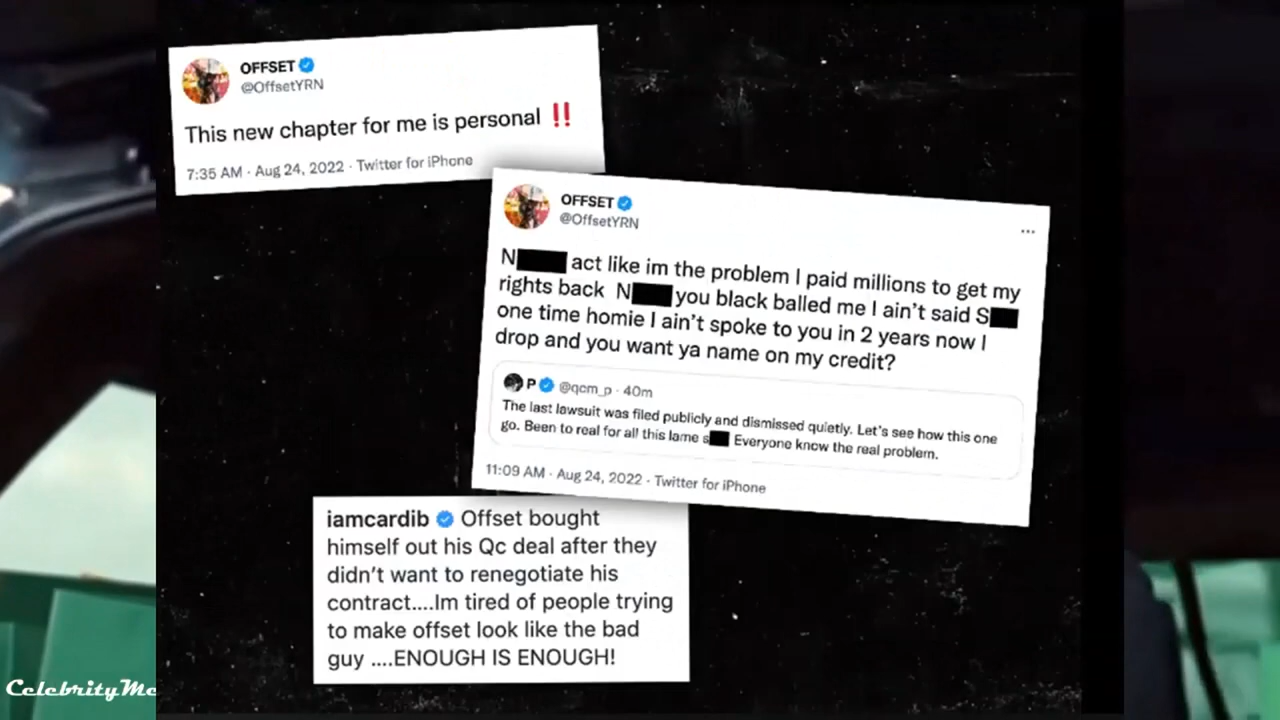 OFFSET
@OffsetYRN
This new chapter for me is personal ‼️
7:35 AM · Aug 24, 2022 · Twitter for iPhone
OFFSET
@OffsetYRN
...
N act like im the problem I paid millions to get my
rights back N you black balled me I ain't said S
one time homie I ain't spoke to you in 2 years now I
drop and you want ya name on my credit?
P @qcm_p · 40m
The last lawsuit was filed publicly and dismissed quietly. Let's see how this one
go. Been to real for all this lame s Everyone know the real problem.
11:09 AM · Aug 24, 2022 · Twitter for iPhone
iamcardib Offset bought
himself out his Qc deal after they
didn't want to renegotiate his
contract....Im tired of people trying
to make offset look like the bad
guy ....ENOUGH IS ENOUGH!
CelebrityMe